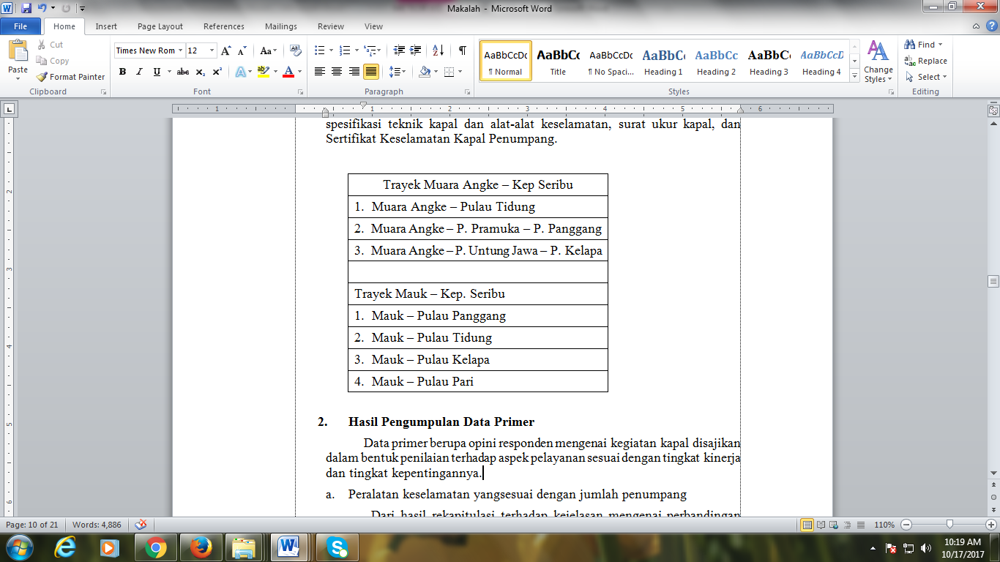 Makalah - Microsoft Word
File Home Insert Page Layout References Mailings Review View
Paste
Cut
Copy
Format Painter
Clipboard
Times New Rom 12
Font
Paragraph
AaBbCcDc AaBbCc AaBbCcDc AaBbCc AaBbCc AaBbCc AaBbCcD
¶ Normal Title ¶ No Spaci... Heading 1 Heading 2 Heading 3 Heading 4
Styles
Change Styles
Find
Replace
Select
Editing
spesifikasi teknik kapal dan alat-alat keselamatan, surat ukur kapal, dan
Sertifikat Keselamatan Kapal Penumpang.
Trayek Muara Angke – Kep Seribu
1. Muara Angke – Pulau Tidung
2. Muara Angke – P. Pramuka – P. Panggang
3. Muara Angke – P. Untung Jawa – P. Kelapa
Trayek Mauk – Kep. Seribu
1. Mauk – Pulau Panggang
2. Mauk – Pulau Tidung
3. Mauk – Pulau Kelapa
4. Mauk – Pulau Pari
2. Hasil Pengumpulan Data Primer
Data primer berupa opini responden mengenai kegiatan kapal disajikan
dalam bentuk penilaian terhadap aspek pelayanan sesuai dengan tingkat kinerja
dan tingkat kepentingannya.
a. Peralatan keselamatan yangsesuai dengan jumlah penumpang
Dari hasil rekapitulasi terhadap kejelasan mengenai perbandingan
Page: 10 of 21 Words: 4,886 110%
10:19 AM
10/17/2017